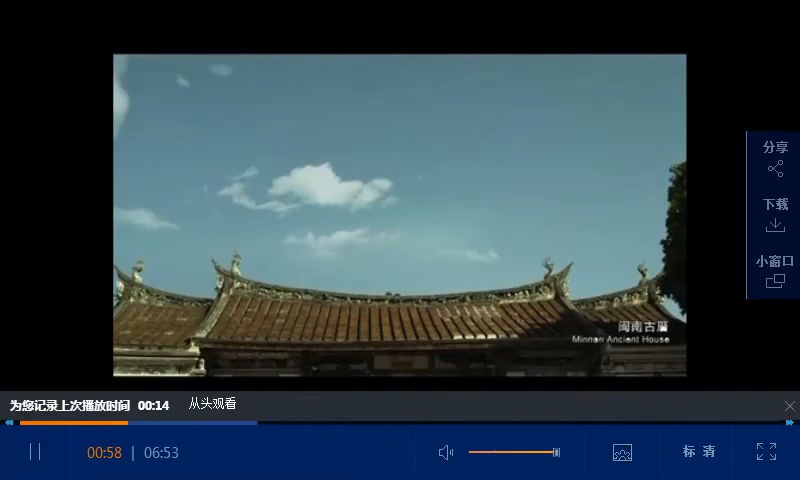 分享
下载
小窗口
闽南古厝
Minnan Ancient House
为您记录上次播放时间 00:14 从头观看
00:58 | 06:53 标清